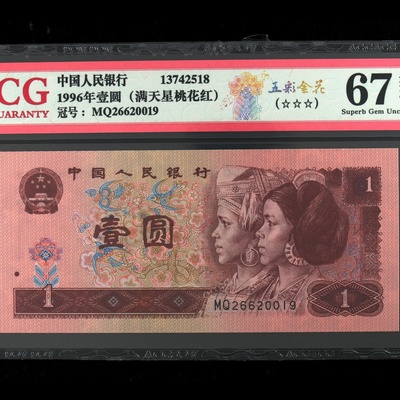 CG
UARANTY
中国人民银行 13742518
1996年壹圆（满天星桃花红）
冠号：MQ26620019
五彩金花
（☆☆☆）
67
Superb Gem Unc
中国人民银行
1
壹圆
MQ26620019
1
1